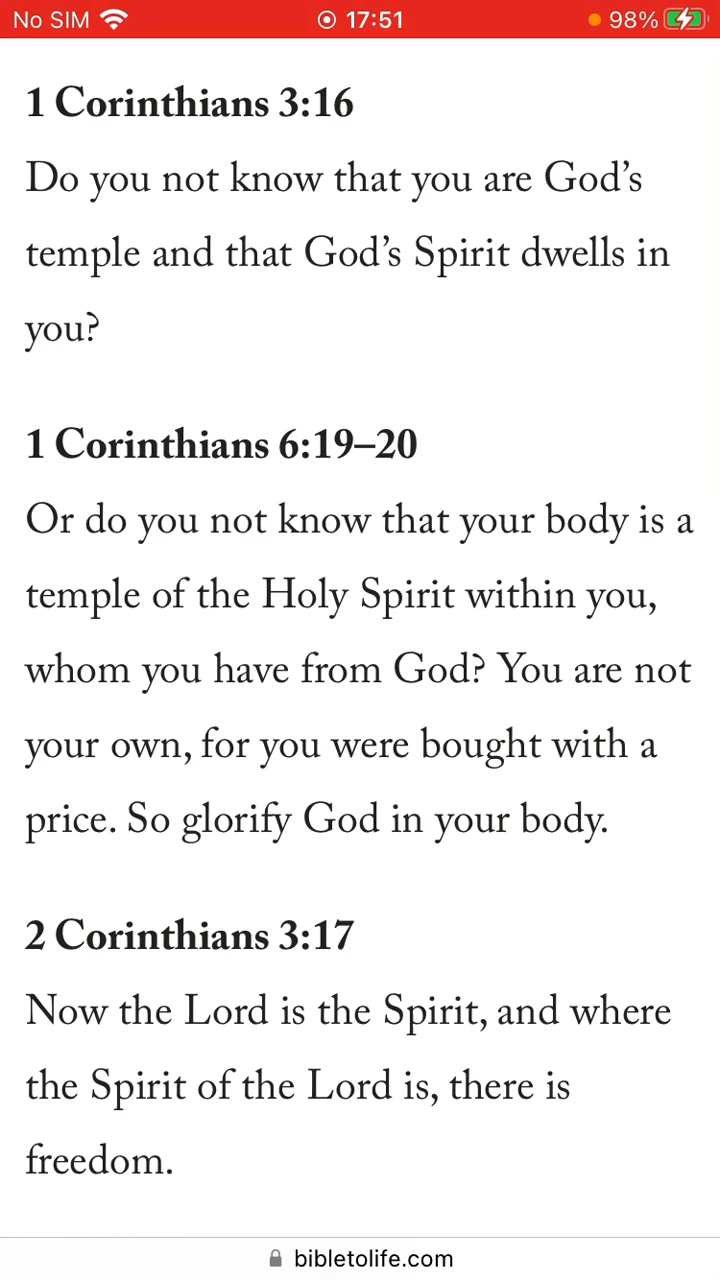 No SIM 17:51 98%
1 Corinthians 3:16
Do you not know that you are God’s
temple and that God’s Spirit dwells in
you?
1 Corinthians 6:19–20
Or do you not know that your body is a
temple of the Holy Spirit within you,
whom you have from God? You are not
your own, for you were bought with a
price. So glorify God in your body.
2 Corinthians 3:17
Now the Lord is the Spirit, and where
the Spirit of the Lord is, there is
freedom.
bibletolife.com